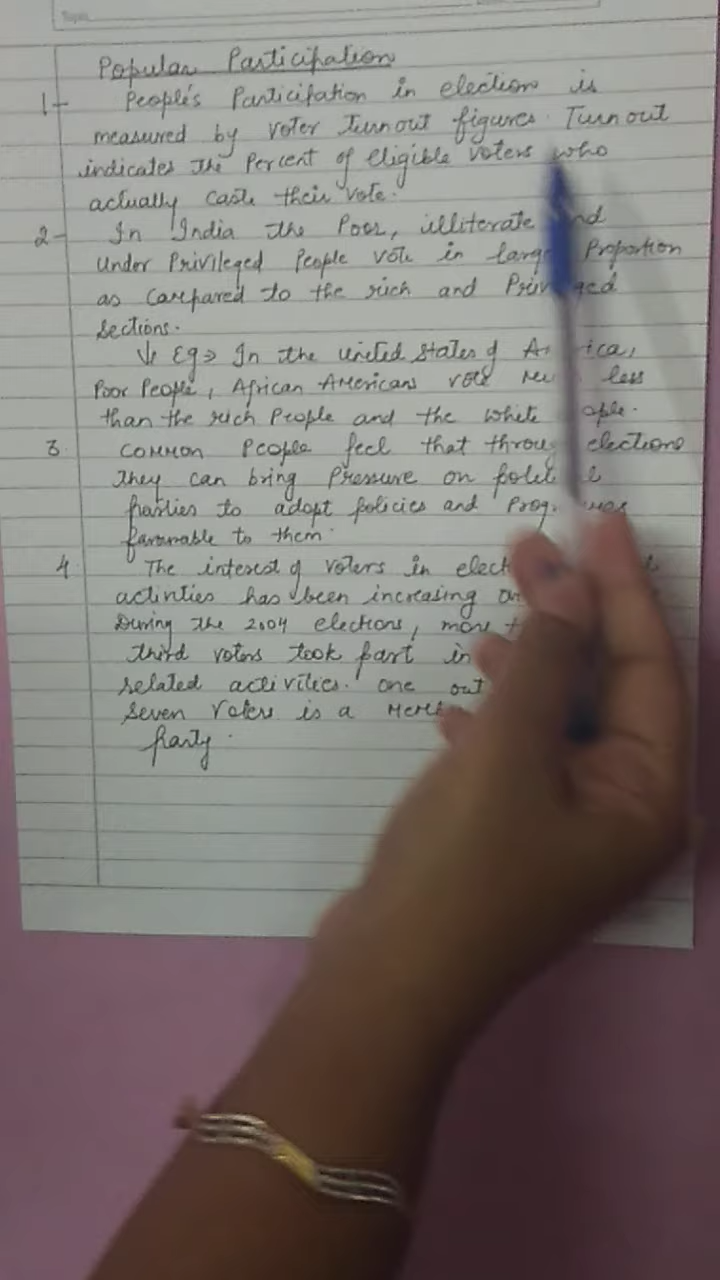 Popular Participation
1- People's Participation in election is
measured by voter Turnout figures. Turnout
indicates the Percent of eligible voters who
actually caste their vote.
2- In India the Poor, illiterate
Under Privileged People vote in Proportion
as compared to the rich and
sections.
Eg → In the united states of
Poor People, African Americans vote less
than the rich People and the white
3 Common People feel that elections
they can bring Pressure on
parties to adopt policies and
favourable to them.
4 The interest of voters in
activities has been increasing
During the 2004 elections, more
third voters took part in
related activities. one out
seven voters is a
party.